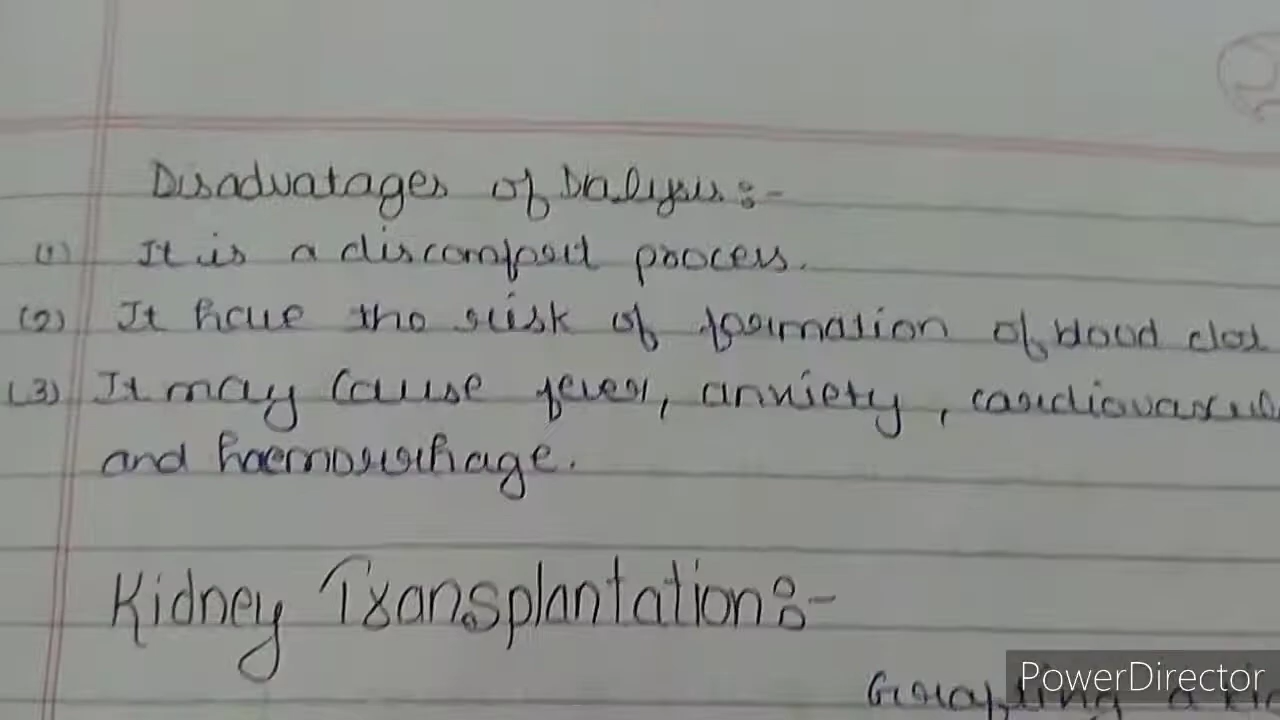 Disadvatages of Dialysis :-
(1) It is a discomfort process.
(2) It have the risk of formation of blood clot
(3) It may cause fever, anxiety, cardiovascul
and haemorrhage.
Kidney Transplantation :-
Grafting a
PowerDirector